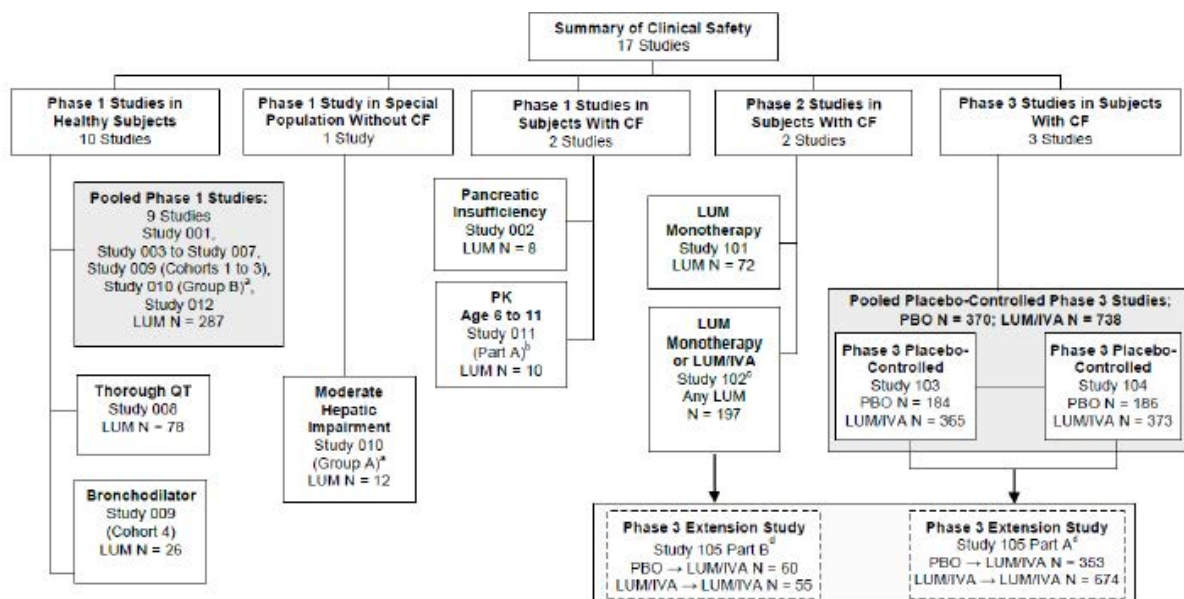 Summary of Clinical Safety
17 Studies
Phase 1 Studies in
Healthy Subjects
10 Studies
Phase 1 Study in Special
Population Without CF
1 Study
Phase 1 Studies in
Subjects With CF
2 Studies
Phase 2 Studies in
Subjects With CF
2 Studies
Phase 3 Studies in Subjects
With CF
3 Studies
Pooled Phase 1 Studies:
9 Studies
Study 001,
Study 003 to Study 007,
Study 009 (Cohorts 1 to 3),
Study 010 (Group B)a,
Study 012
LUM N = 287
Thorough QT
Study 008
LUM N = 78
Bronchodilator
Study 009
(Cohort 4)
LUM N = 26
Moderate
Hepatic
Impairment
Study 010
(Group A)a
LUM N = 12
Pancreatic
Insufficiency
Study 002
LUM N = 8
PK
Age 6 to 11
Study 011
(Part A)b
LUM N = 10
LUM
Monotherapy
Study 101
LUM N = 72
LUM
Monotherapy
or LUM/IVA
Study 102c
Any LUM
N = 197
Pooled Placebo-Controlled Phase 3 Studies;
PBO N = 370; LUM/IVA N = 738
Phase 3 Placebo-
Controlled
Study 103
PBO N = 184
LUM/IVA N = 365
Phase 3 Placebo-
Controlled
Study 104
PBO N = 186
LUM/IVA N = 373
Phase 3 Extension Study
Study 105 Part Bd
PBO → LUM/IVA N = 60
LUM/IVA → LUM/IVA N = 55
Phase 3 Extension Study
Study 105 Part Ad
PBO → LUM/IVA N = 353
LUM/IVA → LUM/IVA N = 674